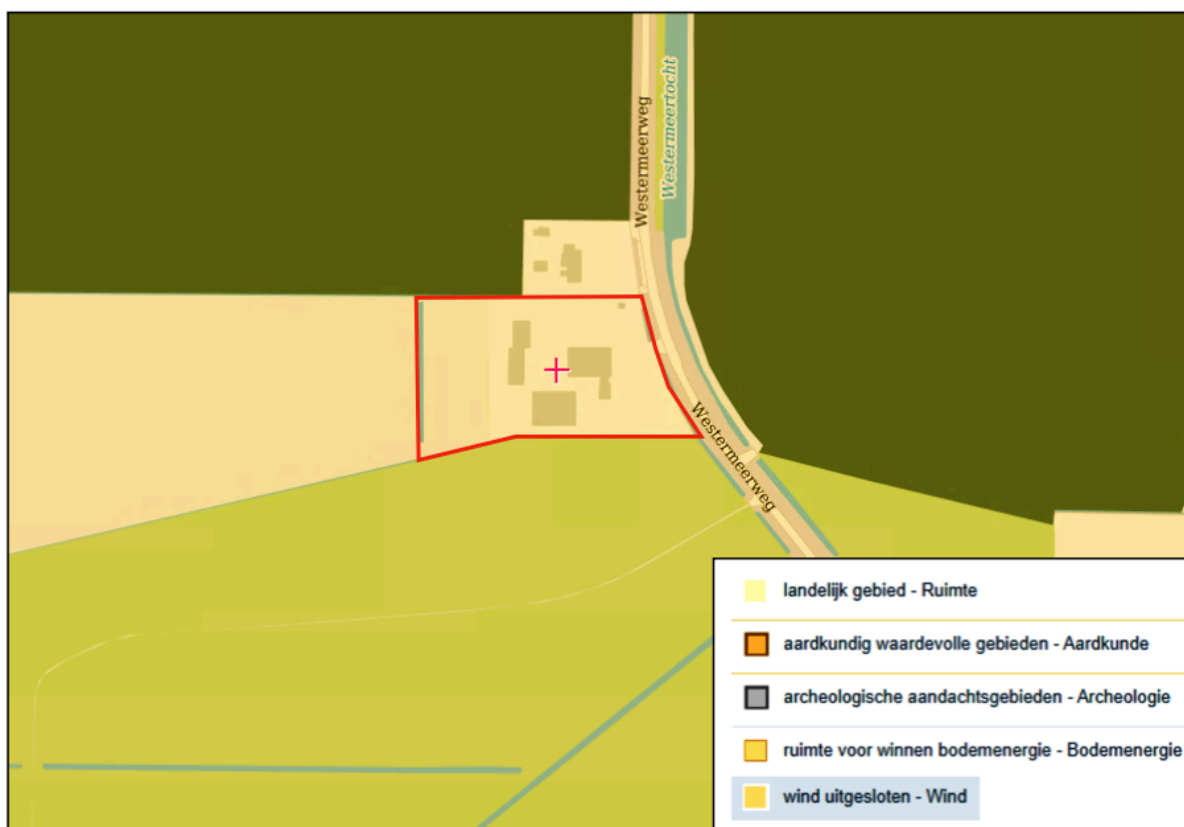 Westermeerweg
Westermeertocht
Westermeerweg
landelijk gebied - Ruimte
aardkundig waardevolle gebieden - Aardkunde
archeologische aandachtsgebieden - Archeologie
ruimte voor winnen bodemenergie - Bodemenergie
wind uitgesloten - Wind